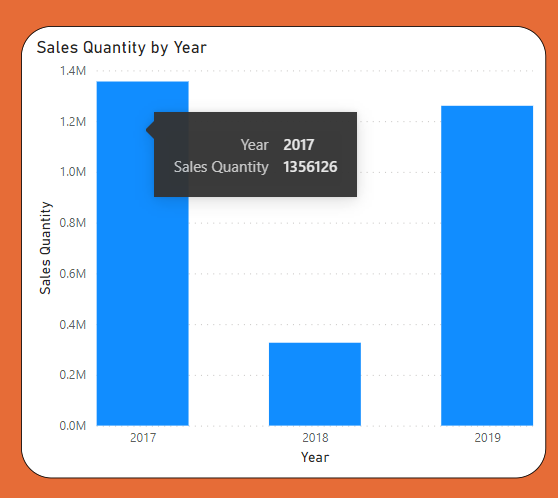 Sales Quantity by Year
1.4M
1.2M
1.0M
0.8M
0.6M
0.4M
0.2M
0.0M
Sales Quantity
Year 2017
Sales Quantity 1356126
2017 2018 2019
Year